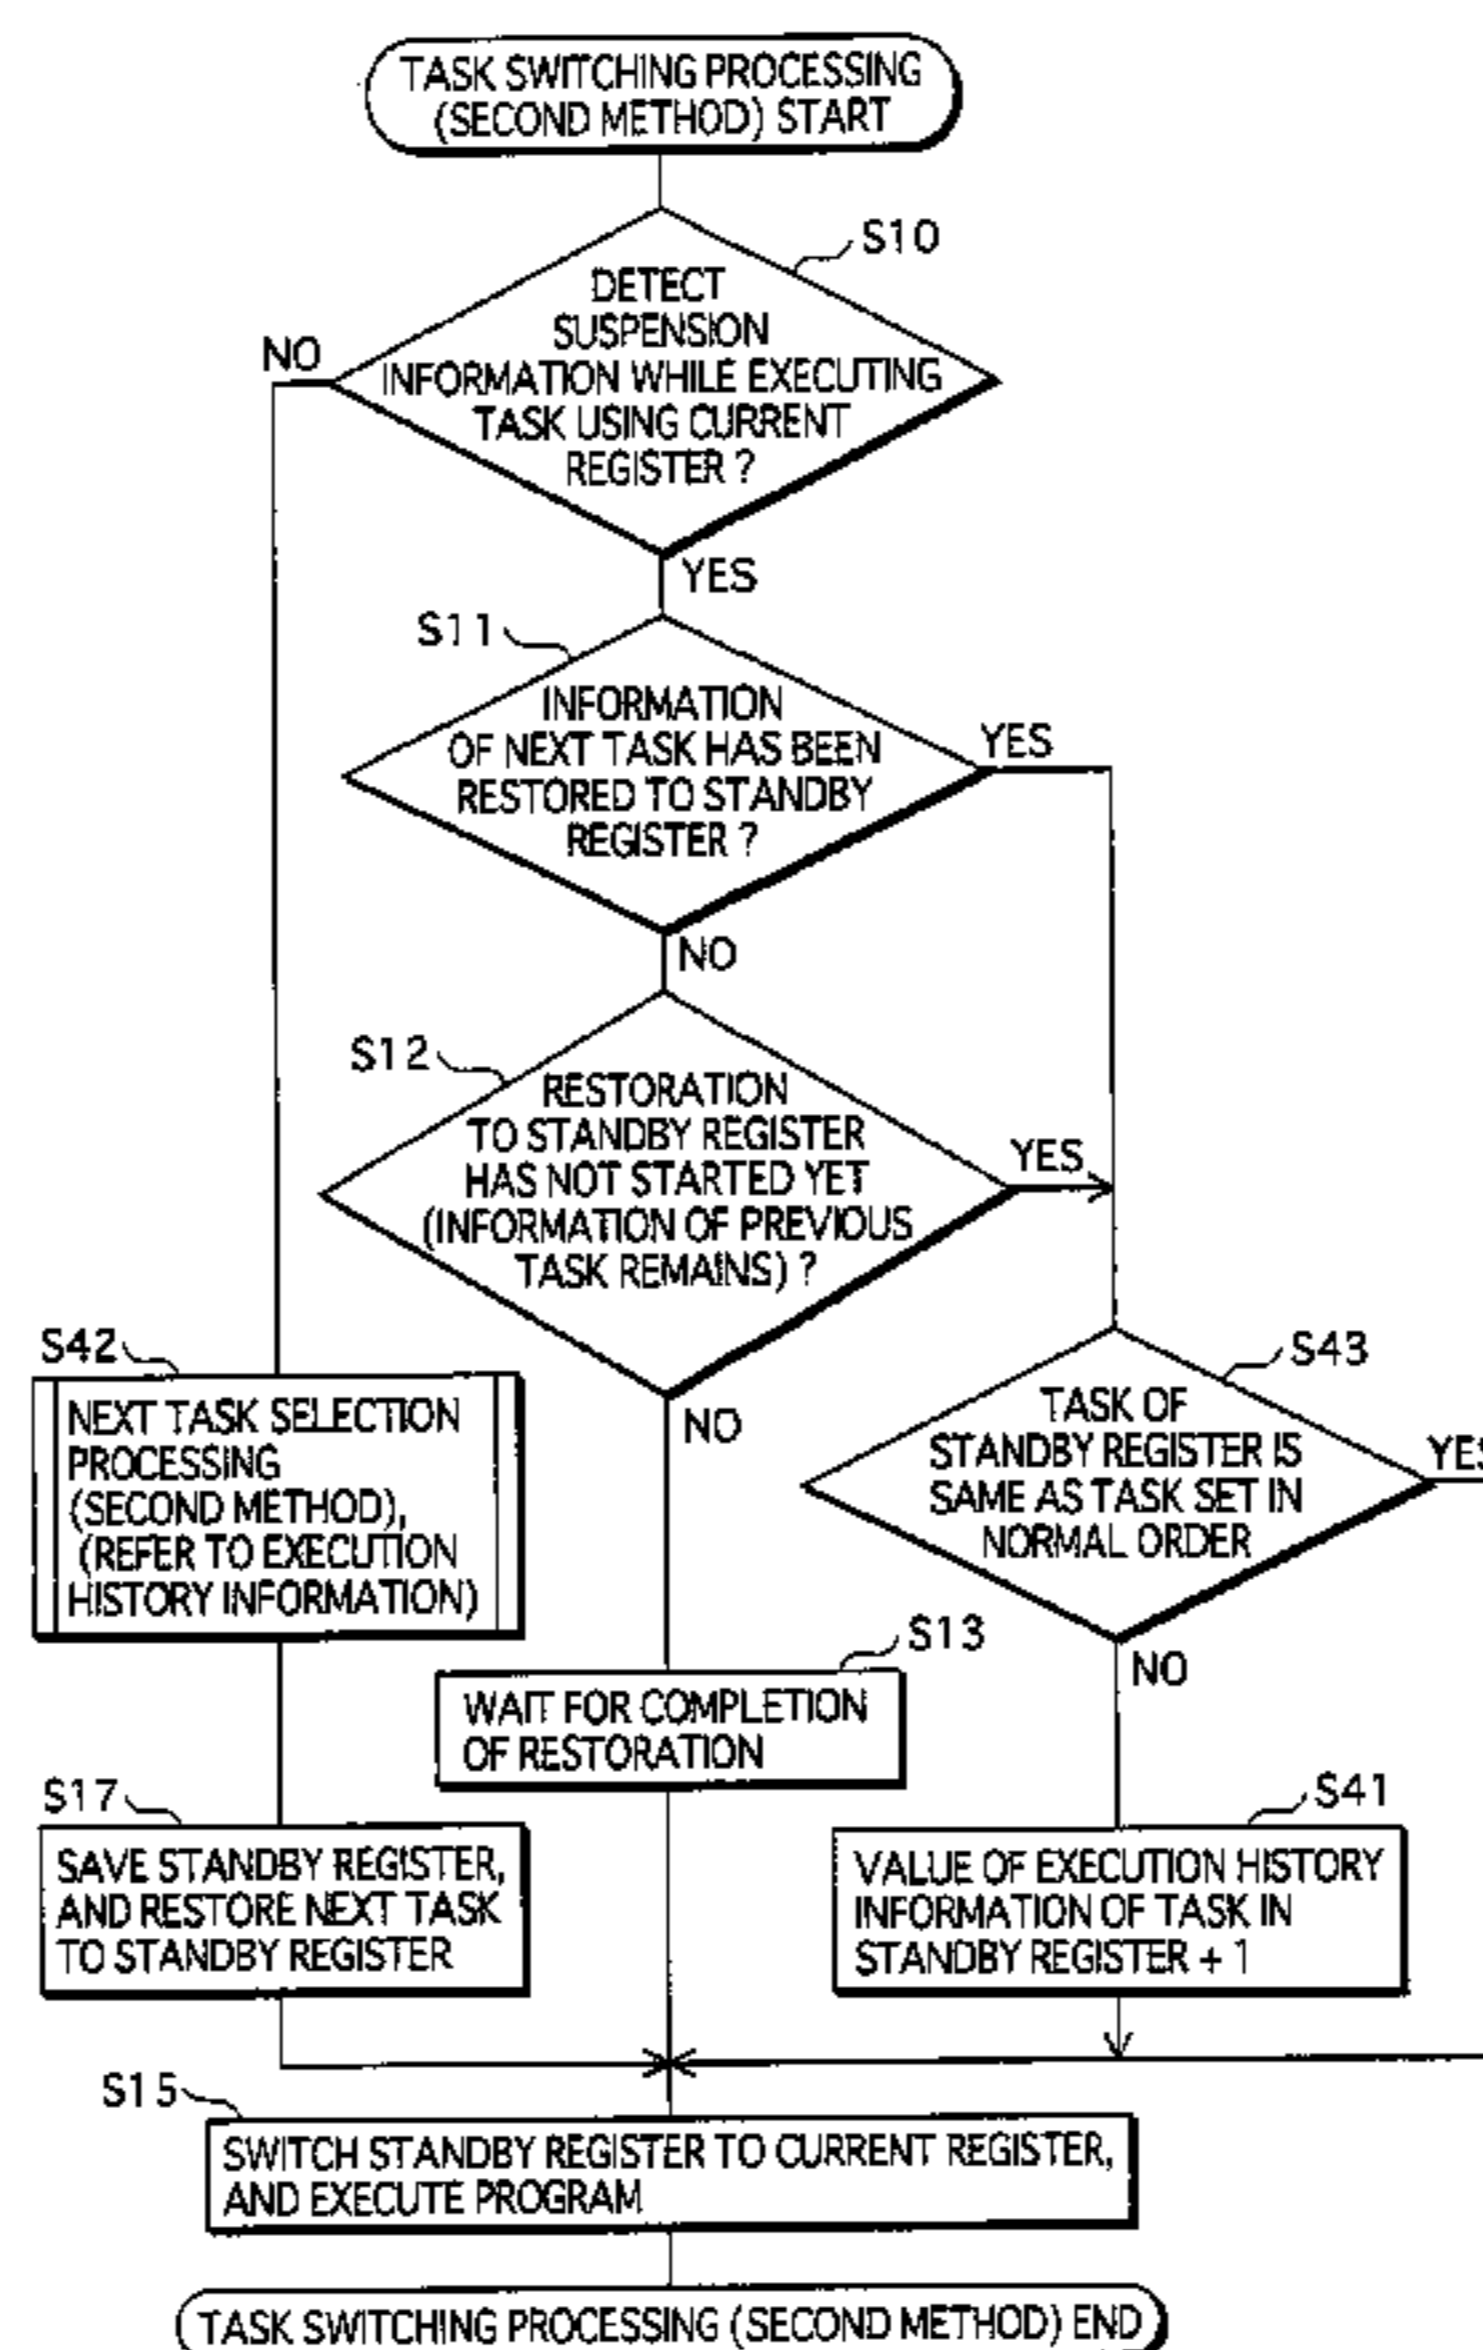 TASK SWITCHING PROCESSING
(SECOND METHOD) START
S10
DETECT
SUSPENSION
INFORMATION WHILE EXECUTING
TASK USING CURRENT
REGISTER ?
NO
YES
S11
INFORMATION
OF NEXT TASK HAS BEEN
RESTORED TO STANDBY
REGISTER ?
YES
NO
S12
RESTORATION
TO STANDBY REGISTER
HAS NOT STARTED YET
(INFORMATION OF PREVIOUS
TASK REMAINS) ?
YES
NO
S42
NEXT TASK SELECTION
PROCESSING
(SECOND METHOD),
(REFER TO EXECUTION
HISTORY INFORMATION)
S43
TASK OF
STANDBY REGISTER IS
SAME AS TASK SET IN
NORMAL ORDER
YES
NO
S13
WAIT FOR COMPLETION
OF RESTORATION
S17
SAVE STANDBY REGISTER,
AND RESTORE NEXT TASK
TO STANDBY REGISTER
S41
VALUE OF EXECUTION HISTORY
INFORMATION OF TASK IN
STANDBY REGISTER + 1
S15
SWITCH STANDBY REGISTER TO CURRENT REGISTER,
AND EXECUTE PROGRAM
TASK SWITCHING PROCESSING (SECOND METHOD) END